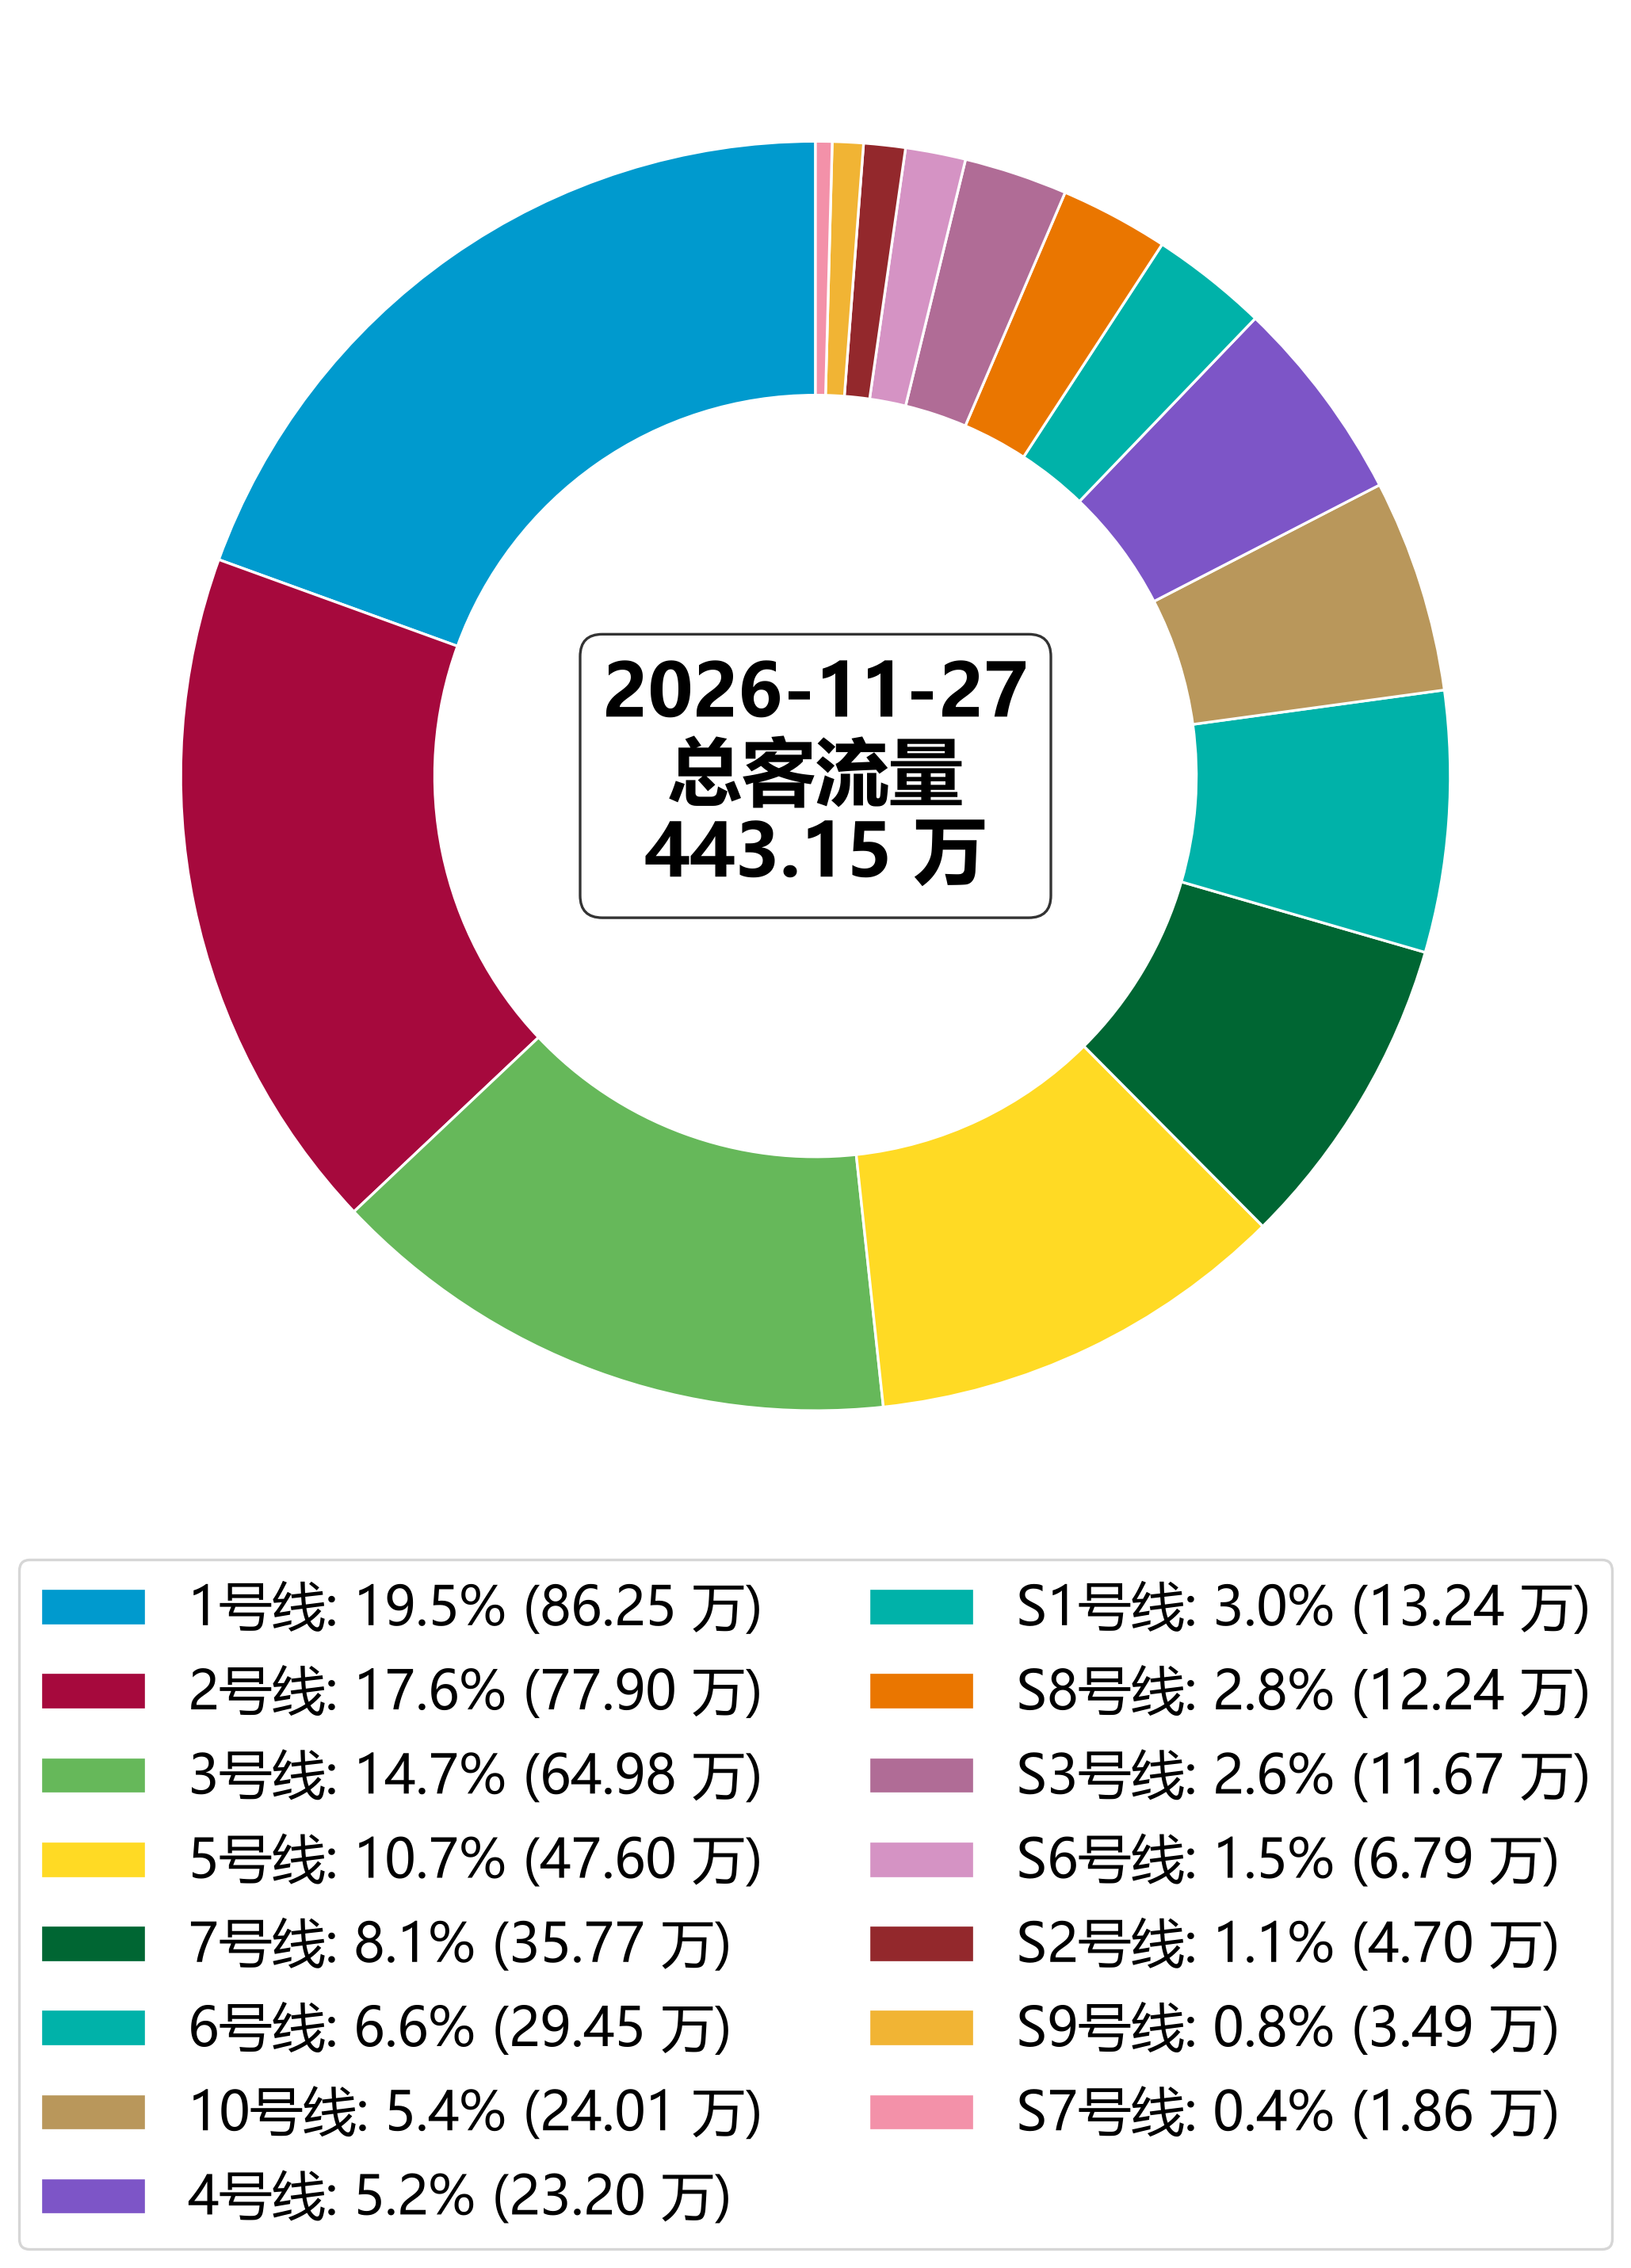 2026-11-27
总客流量
443.15 万
1号线: 19.5% (86.25 万)
2号线: 17.6% (77.90 万)
3号线: 14.7% (64.98 万)
5号线: 10.7% (47.60 万)
7号线: 8.1% (35.77 万)
6号线: 6.6% (29.45 万)
10号线: 5.4% (24.01 万)
4号线: 5.2% (23.20 万)
S1号线: 3.0% (13.24 万)
S8号线: 2.8% (12.24 万)
S3号线: 2.6% (11.67 万)
S6号线: 1.5% (6.79 万)
S2号线: 1.1% (4.70 万)
S9号线: 0.8% (3.49 万)
S7号线: 0.4% (1.86 万)